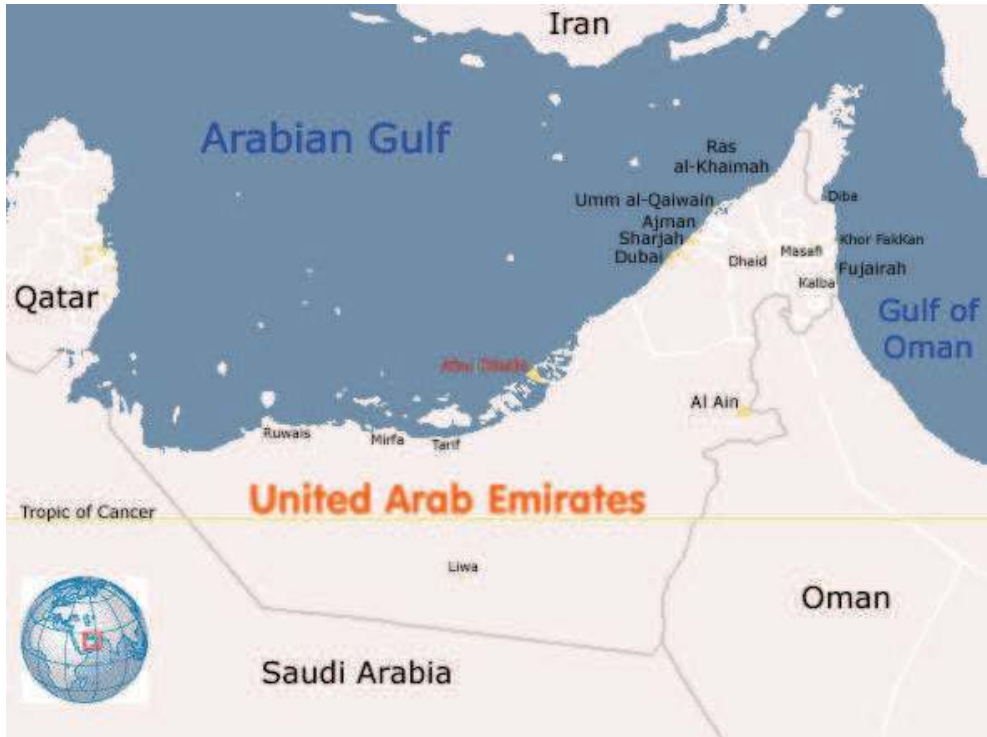 Iran
Arabian Gulf
Ras
al-Khaimah
Umm al-Qaiwain
Diba
Ajman
Sharjah
Khor FakKan
Dubai
Dhaid
Masafi
Fujairah
Kalba
Qatar
Gulf of
Oman
Abu Dhabi
Al Ain
Ruwais
Mirfa
Tarif
United Arab Emirates
Tropic of Cancer
Liwa
Oman
Saudi Arabia